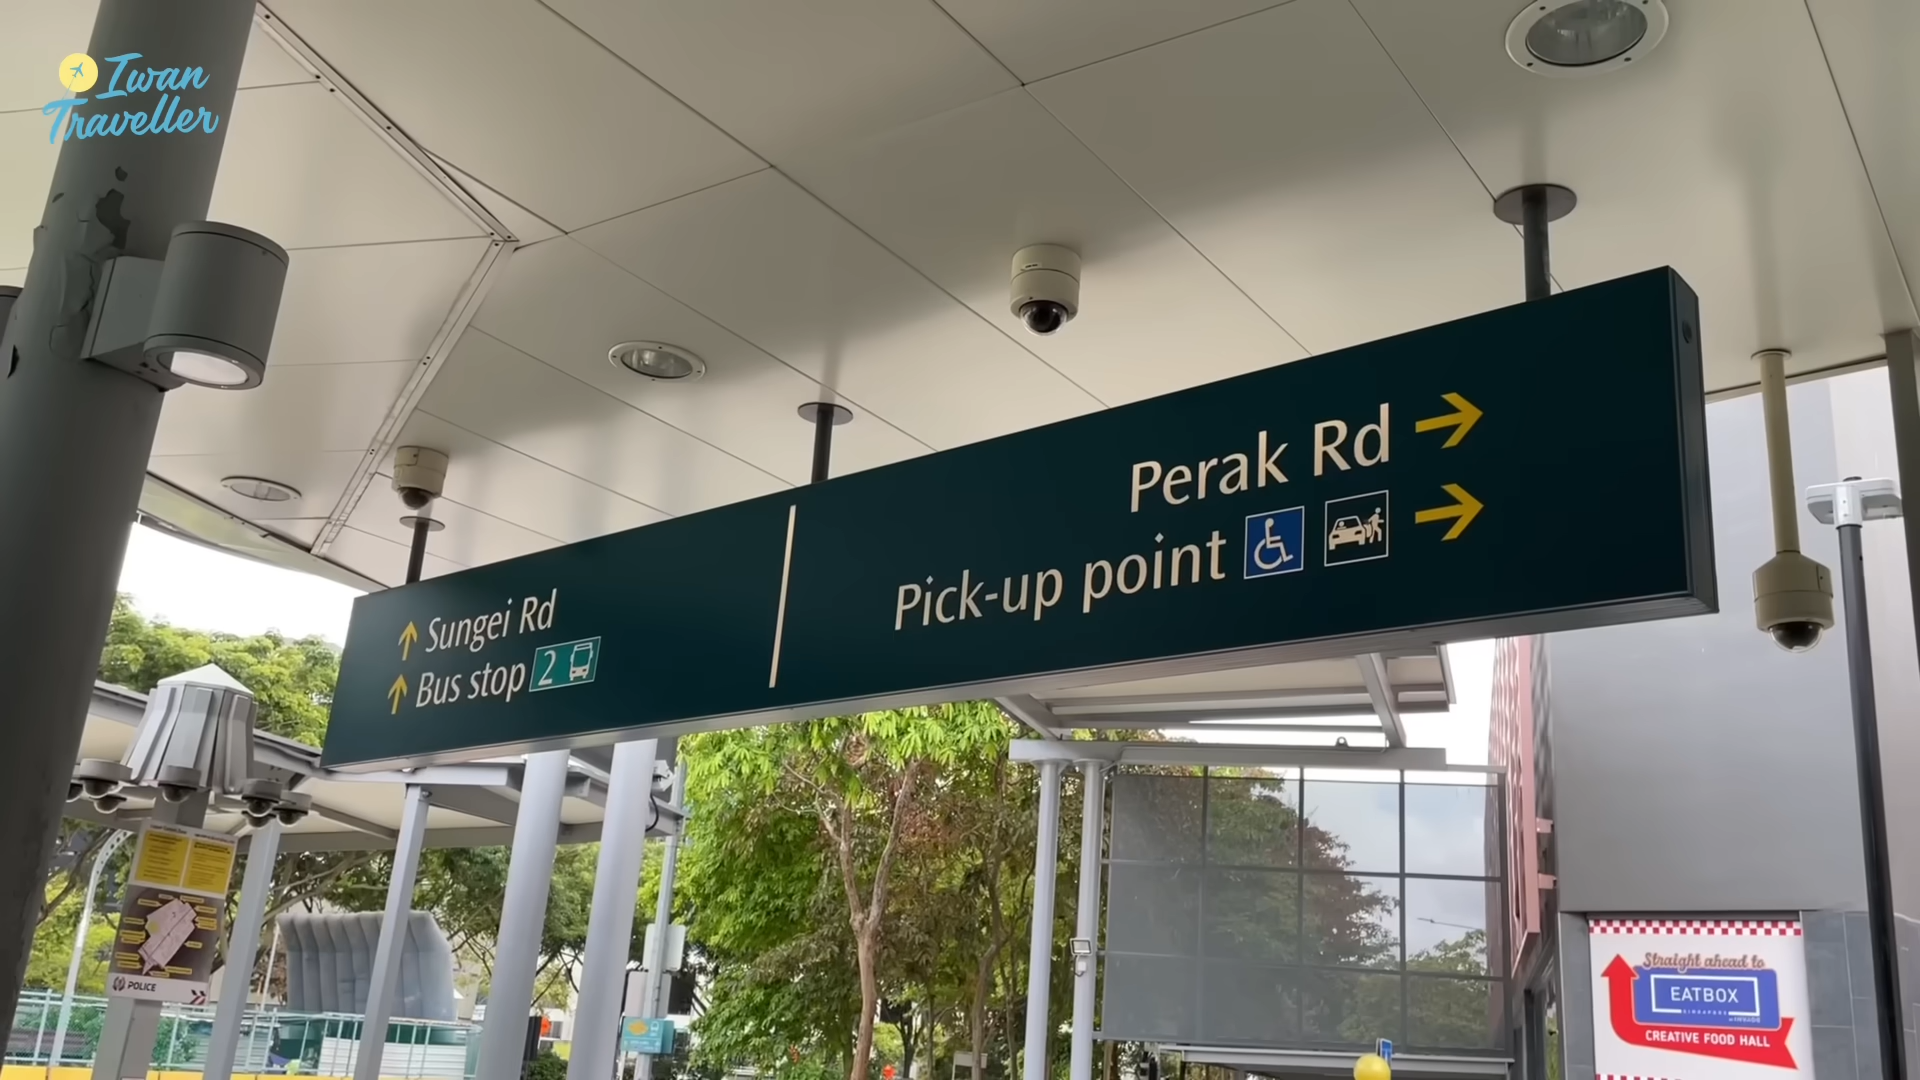 Iwan
Traveller
Sungei Rd
Bus stop 2
Perak Rd
Pick-up point
POLICE
Straight ahead to
EATBOX
SINGAPORE
CREATIVE FOOD HALL